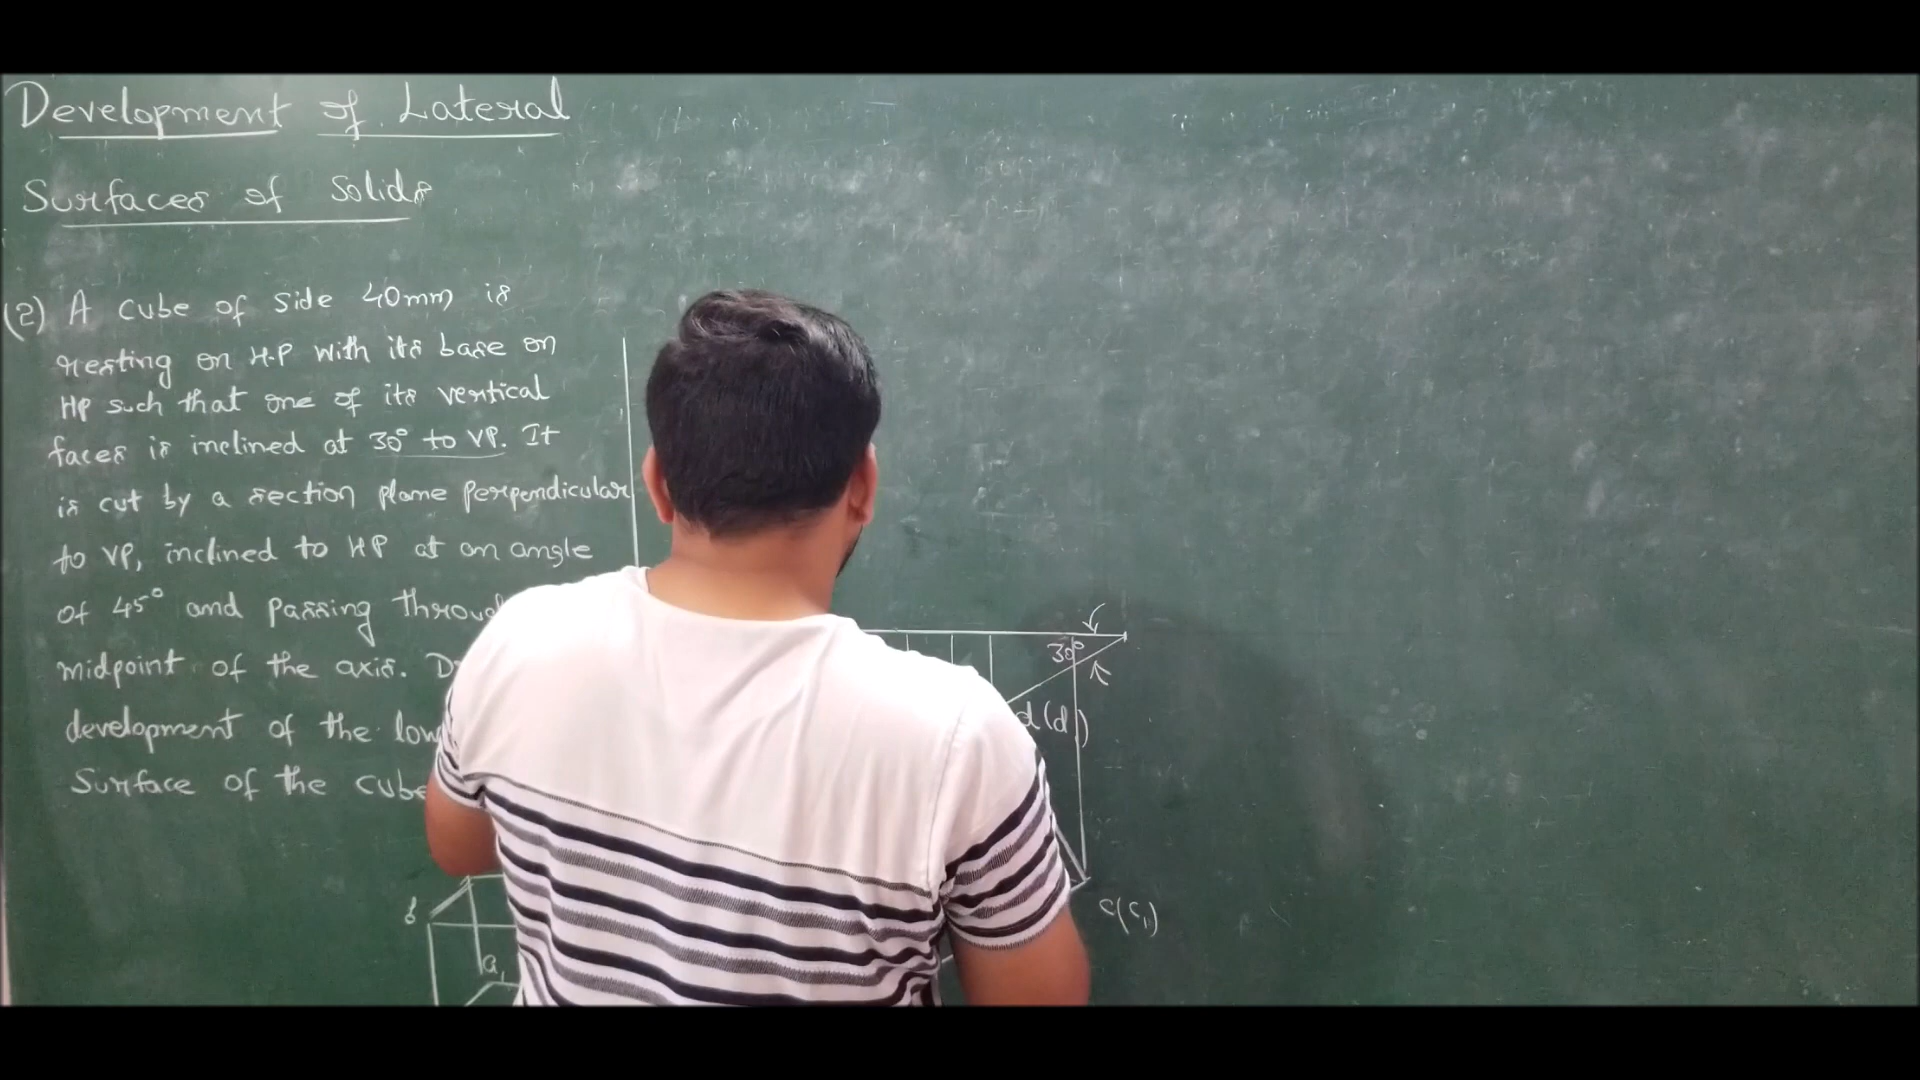 Development of Lateral
Surfaces of Solids
(2) A cube of side 40mm is
resting on H.P with its base on
HP such that one of its vertical
faces is inclined at 30° to VP. It
is cut by a section plane perpendicular
to VP, inclined to HP at an angle
of 45° and passing throu
midpoint of the axis. D
development of the low
Surface of the cube
30°
d(d1)
c(c1)
b
a1